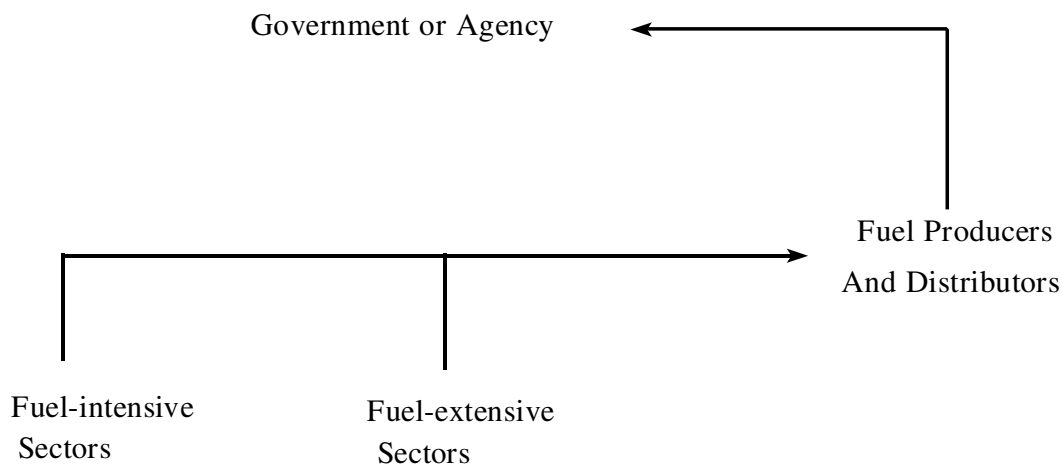 Government or Agency
Fuel Producers
And Distributors
Fuel-intensive
Sectors
Fuel-extensive
Sectors